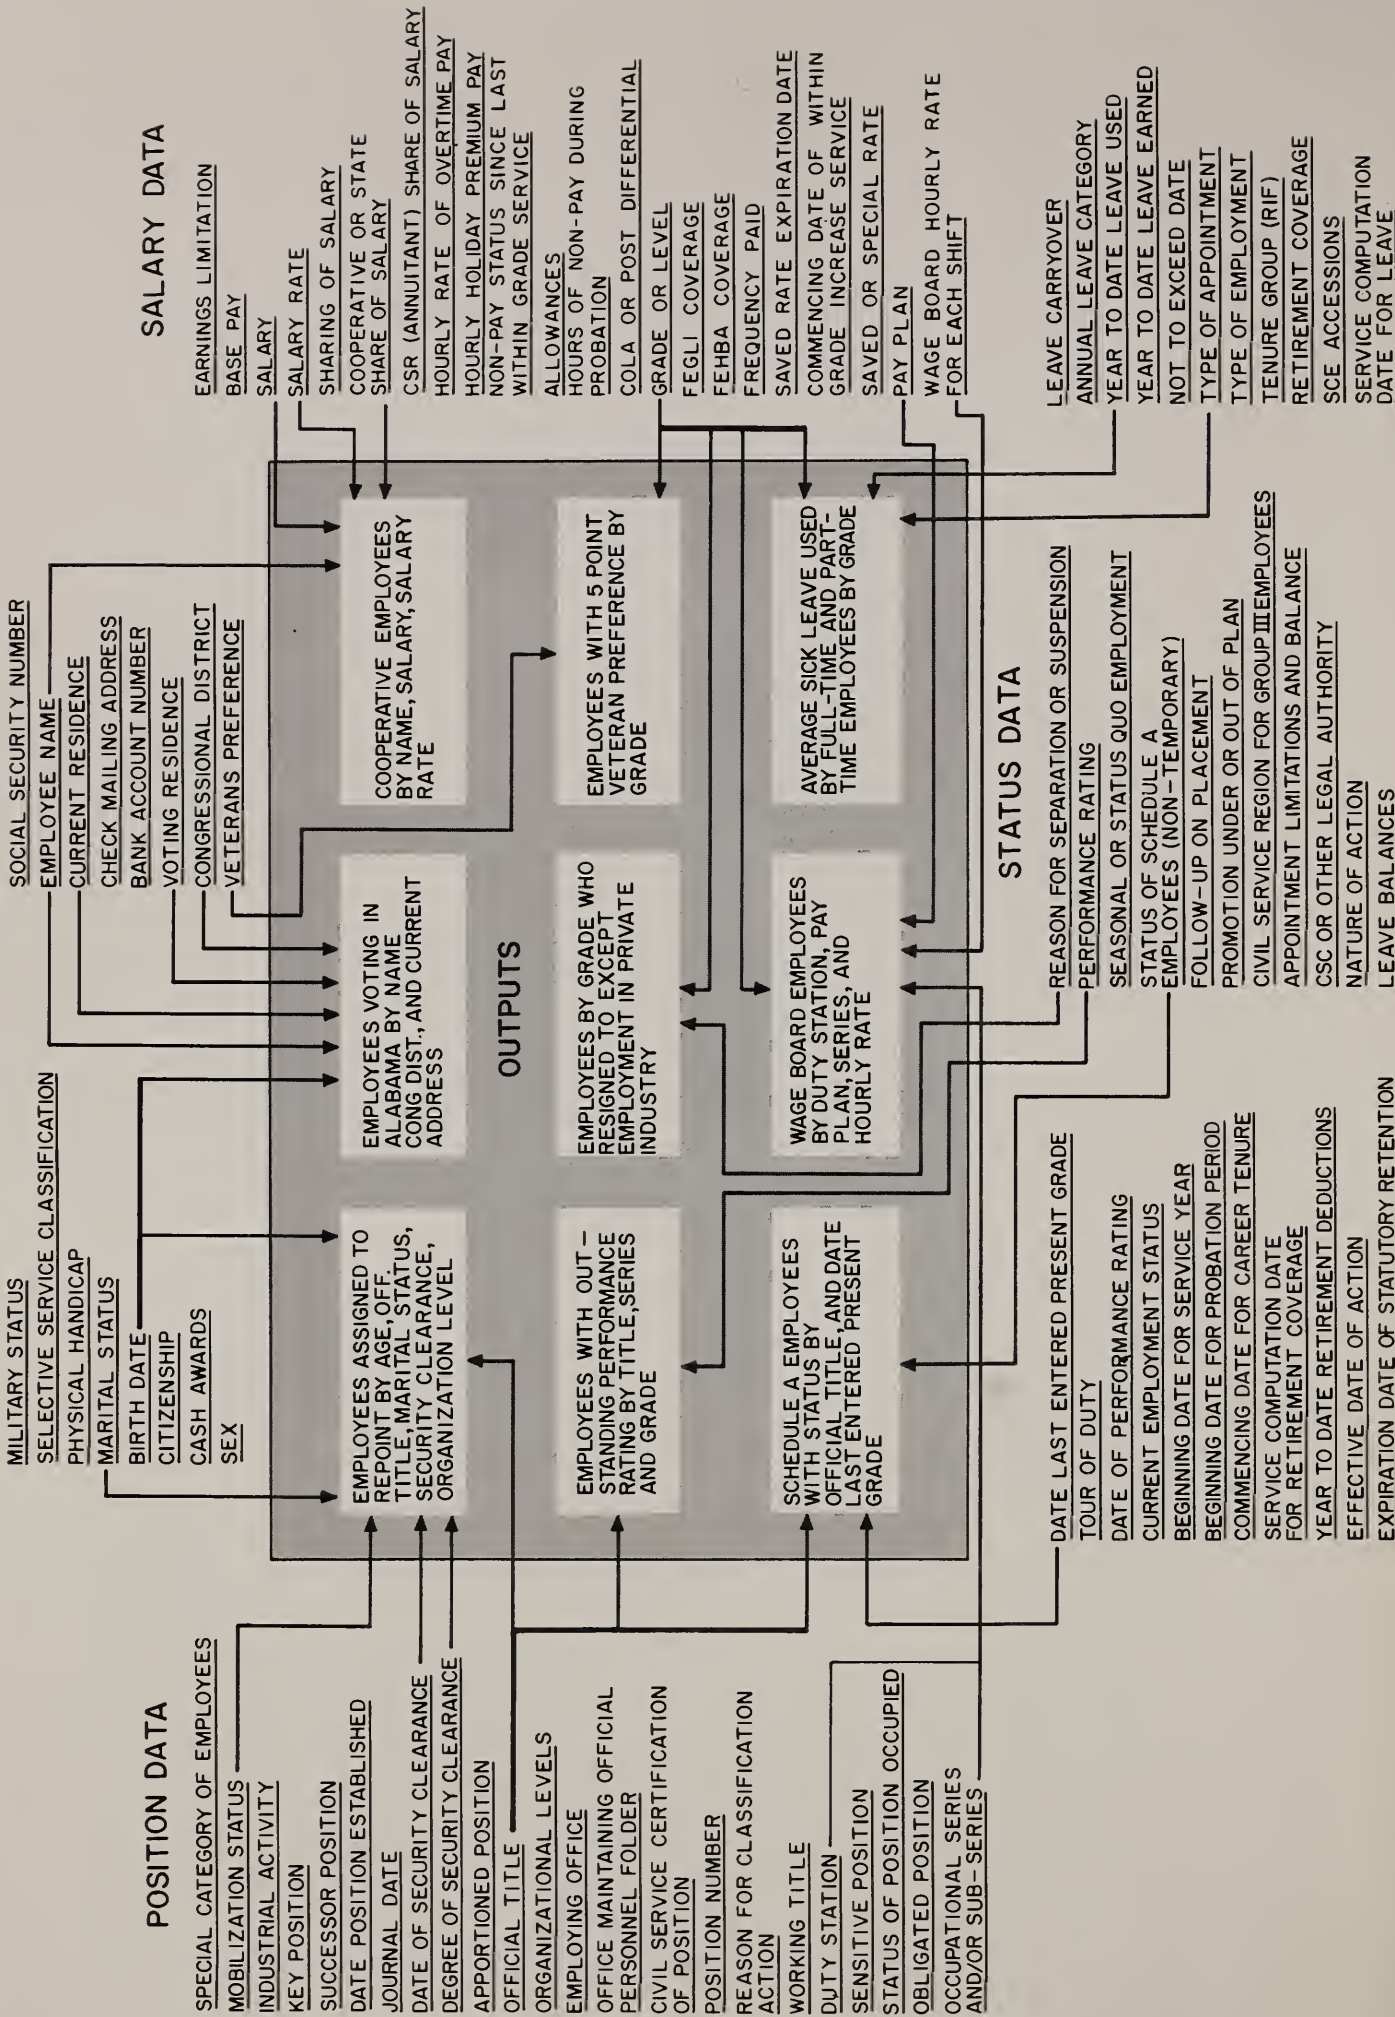 MILITARY STATUS
SELECTIVE SERVICE CLASSIFICATION
PHYSICAL HANDICAP
MARITAL STATUS
BIRTH DATE
CITIZENSHIP
CASH AWARDS
SEX
SOCIAL SECURITY NUMBER
EMPLOYEE NAME
CURRENT RESIDENCE
CHECK MAILING ADDRESS
BANK ACCOUNT NUMBER
VOTING RESIDENCE
CONGRESSIONAL DISTRICT
VETERANS PREFERENCE
POSITION DATA
SPECIAL CATEGORY OF EMPLOYEES
MOBILIZATION STATUS
INDUSTRIAL ACTIVITY
KEY POSITION
SUCCESSOR POSITION
DATE POSITION ESTABLISHED
JOURNAL DATE
DATE OF SECURITY CLEARANCE
DEGREE OF SECURITY CLEARANCE
APPORTIONED POSITION
OFFICIAL TITLE
ORGANIZATIONAL LEVELS
EMPLOYING OFFICE
OFFICE MAINTAINING OFFICIAL
PERSONNEL FOLDER
CIVIL SERVICE CERTIFICATION
OF POSITION
POSITION NUMBER
REASON FOR CLASSIFICATION
ACTION
WORKING TITLE
DUTY STATION
SENSITIVE POSITION
STATUS OF POSITION OCCUPIED
OBLIGATED POSITION
OCCUPATIONAL SERIES
AND/OR SUB-SERIES
EMPLOYEES ASSIGNED TO
REPOINT BY AGE, OFF.
TITLE, MARITAL STATUS,
SECURITY CLEARANCE,
ORGANIZATION LEVEL
EMPLOYEES VOTING IN
ALABAMA BY NAME
CONG DIST., AND CURRENT
ADDRESS
COOPERATIVE EMPLOYEES
BY NAME, SALARY, SALARY
RATE
OUTPUTS
EMPLOYEES WITH OUT-
STANDING PERFORMANCE
RATING BY TITLE, SERIES
AND GRADE
EMPLOYEES BY GRADE WHO
RESIGNED TO EXCEPT
EMPLOYMENT IN PRIVATE
INDUSTRY
EMPLOYEES WITH 5 POINT
VETERAN PREFERENCE BY
GRADE
SCHEDULE A EMPLOYEES
WITH STATUS BY
OFFICIAL TITLE, AND DATE
LAST ENTERED PRESENT
GRADE
WAGE BOARD EMPLOYEES
BY DUTY STATION, PAY
PLAN, SERIES, AND
HOURLY RATE
AVERAGE SICK LEAVE USED
BY FULL-TIME AND PART-
TIME EMPLOYEES BY GRADE
SALARY DATA
EARNINGS LIMITATION
BASE PAY
SALARY
SALARY RATE
SHARING OF SALARY
COOPERATIVE OR STATE
SHARE OF SALARY
CSR (ANNUITANT) SHARE OF SALARY
HOURLY RATE OF OVERTIME PAY
HOURLY HOLIDAY PREMIUM PAY
NON-PAY STATUS SINCE LAST
WITHIN GRADE SERVICE
ALLOWANCES
HOURS OF NON-PAY DURING
PROBATION
COLA OR POST DIFFERENTIAL
GRADE OR LEVEL
FEGLI COVERAGE
FEHBA COVERAGE
FREQUENCY PAID
SAVED RATE EXPIRATION DATE
COMMENCING DATE OF WITHIN
GRADE INCREASE SERVICE
SAVED OR SPECIAL RATE
PAY PLAN
WAGE BOARD HOURLY RATE
FOR EACH SHIFT
STATUS DATA
DATE LAST ENTERED PRESENT GRADE
TOUR OF DUTY
DATE OF PERFORMANCE RATING
CURRENT EMPLOYMENT STATUS
BEGINNING DATE FOR SERVICE YEAR
BEGINNING DATE FOR PROBATION PERIOD
COMMENCING DATE FOR CAREER TENURE
SERVICE COMPUTATION DATE
FOR RETIREMENT COVERAGE
YEAR TO DATE RETIREMENT DEDUCTIONS
EFFECTIVE DATE OF ACTION
EXPIRATION DATE OF STATUTORY RETENTION
REASON FOR SEPARATION OR SUSPENSION
PERFORMANCE RATING
SEASONAL OR STATUS QUO EMPLOYMENT
STATUS OF SCHEDULE A
EMPLOYEES (NON-TEMPORARY)
FOLLOW-UP ON PLACEMENT
PROMOTION UNDER OR OUT OF PLAN
CIVIL SERVICE REGION FOR GROUP III EMPLOYEES
APPOINTMENT LIMITATIONS AND BALANCE
CSC OR OTHER LEGAL AUTHORITY
NATURE OF ACTION
LEAVE BALANCES
LEAVE CARRYOVER
ANNUAL LEAVE CATEGORY
YEAR TO DATE LEAVE USED
YEAR TO DATE LEAVE EARNED
NOT TO EXCEED DATE
TYPE OF APPOINTMENT
TYPE OF EMPLOYMENT
TENURE GROUP (RIF)
RETIREMENT COVERAGE
SCE ACCESSIONS
SERVICE COMPUTATION
DATE FOR LEAVE